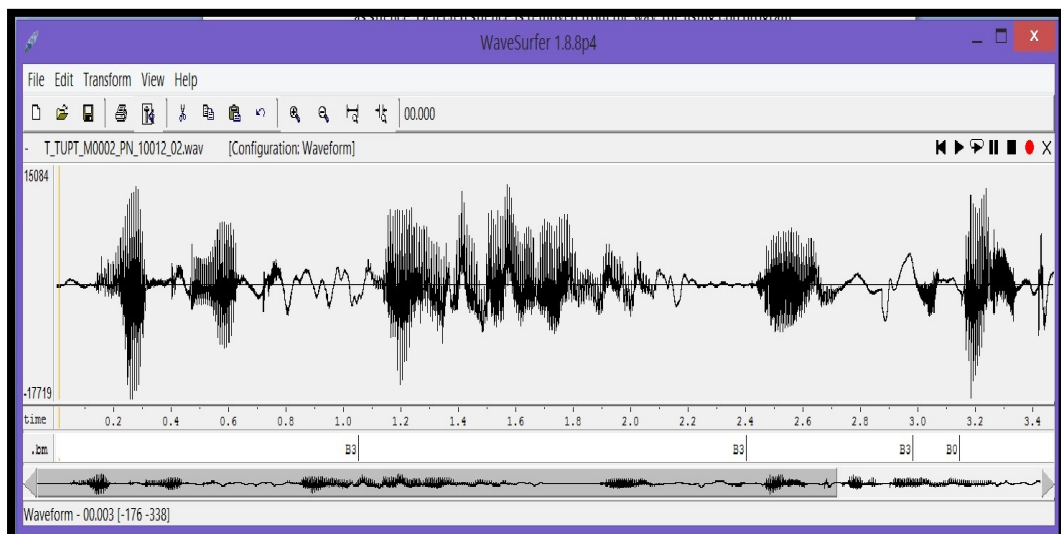 WaveSurfer 1.8.8p4
File Edit Transform View Help
00.000
- T_TUPT_M0002_PN_10012_02.wav [Configuration: Waveform] X
15084
-17719
time 0.2 0.4 0.6 0.8 1.0 1.2 1.4 1.6 1.8 2.0 2.2 2.4 2.6 2.8 3.0 3.2 3.4
.bm B3 B3 B3 B0
Waveform - 00.003 [-176 -338]